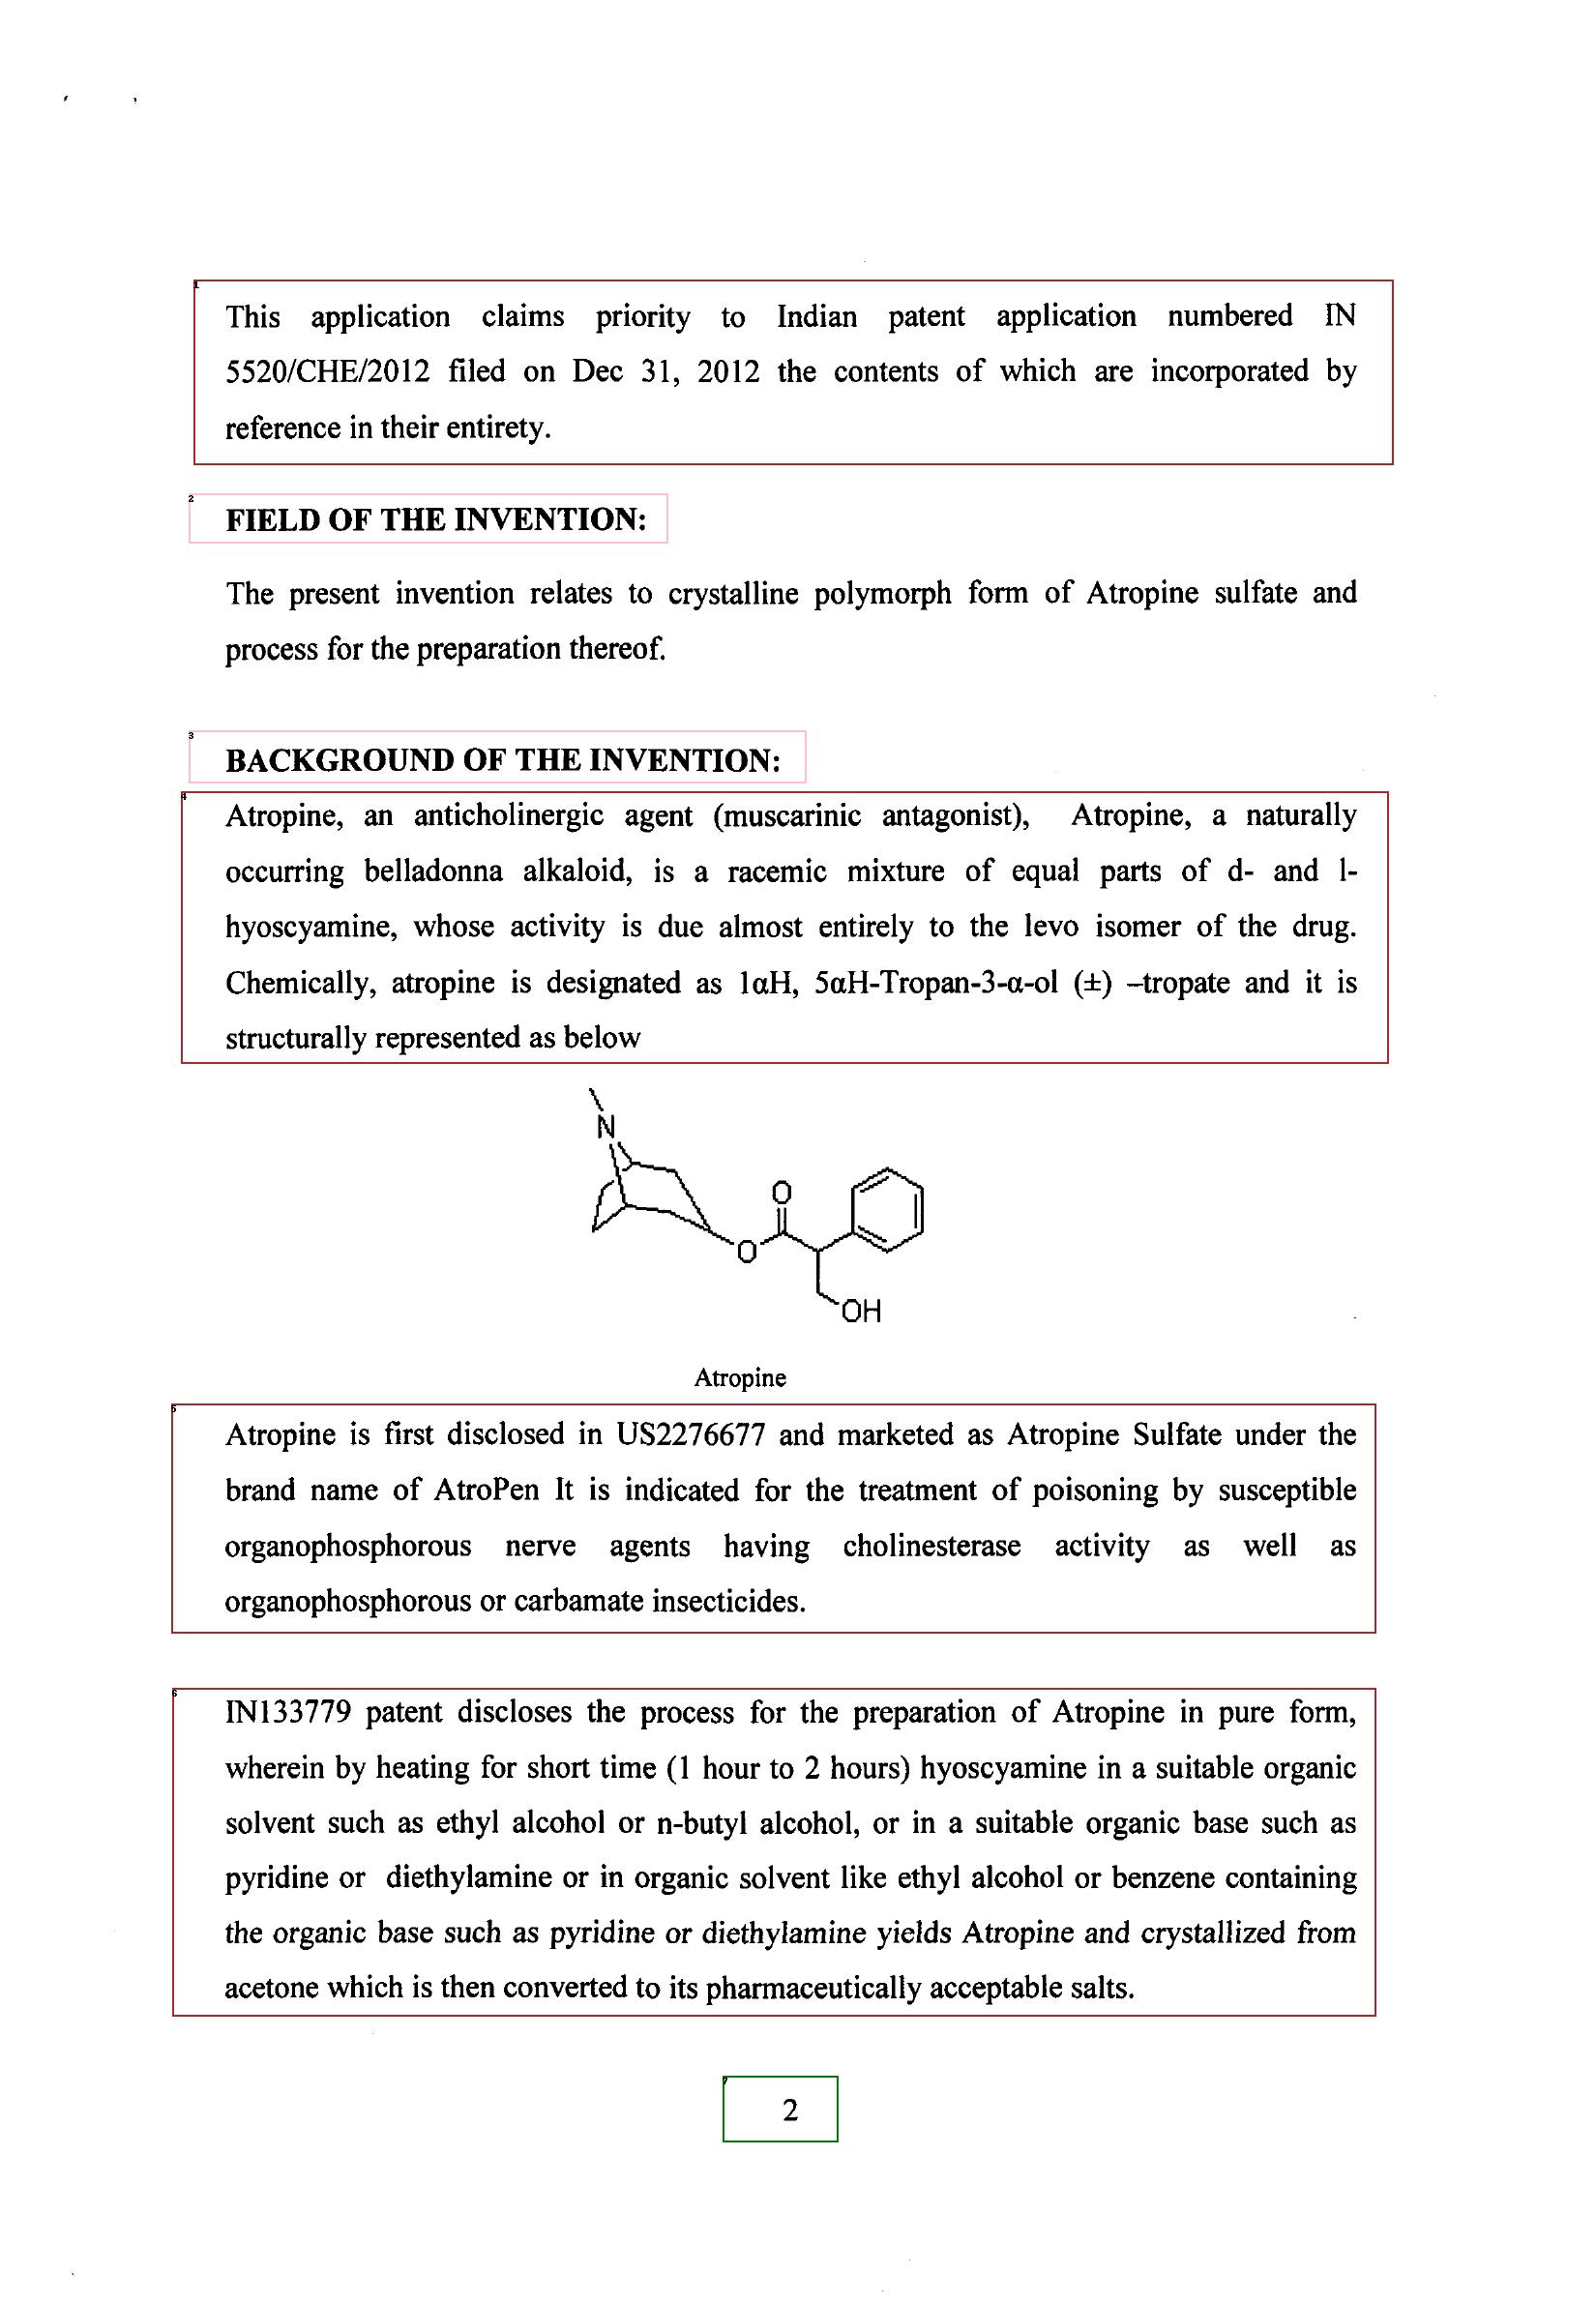 This application claims priority to Indian patent application numbered IN
5520/CHE/2012 filed on Dec 31, 2012 the contents of which are incorporated by
reference in their entirety.
FIELD OF THE INVENTION:
The present invention relates to crystalline polymorph form of Atropine sulfate and
process for the preparation thereof.
BACKGROUND OF THE INVENTION:
Atropine, an anticholinergic agent (muscarinic antagonist), Atropine, a naturally
occurring belladonna alkaloid, is a racemic mixture of equal parts of d- and l-
hyoscyamine, whose activity is due almost entirely to the levo isomer of the drug.
Chemically, atropine is designated as 1αH, 5αH-Tropan-3-α-ol (±) –tropate and it is
structurally represented as below
N
O
O
OH
Atropine
Atropine is first disclosed in US2276677 and marketed as Atropine Sulfate under the
brand name of AtroPen It is indicated for the treatment of poisoning by susceptible
organophosphorous nerve agents having cholinesterase activity as well as
organophosphorous or carbamate insecticides.
IN133779 patent discloses the process for the preparation of Atropine in pure form,
wherein by heating for short time (1 hour to 2 hours) hyoscyamine in a suitable organic
solvent such as ethyl alcohol or n-butyl alcohol, or in a suitable organic base such as
pyridine or diethylamine or in organic solvent like ethyl alcohol or benzene containing
the organic base such as pyridine or diethylamine yields Atropine and crystallized from
acetone which is then converted to its pharmaceutically acceptable salts.
2